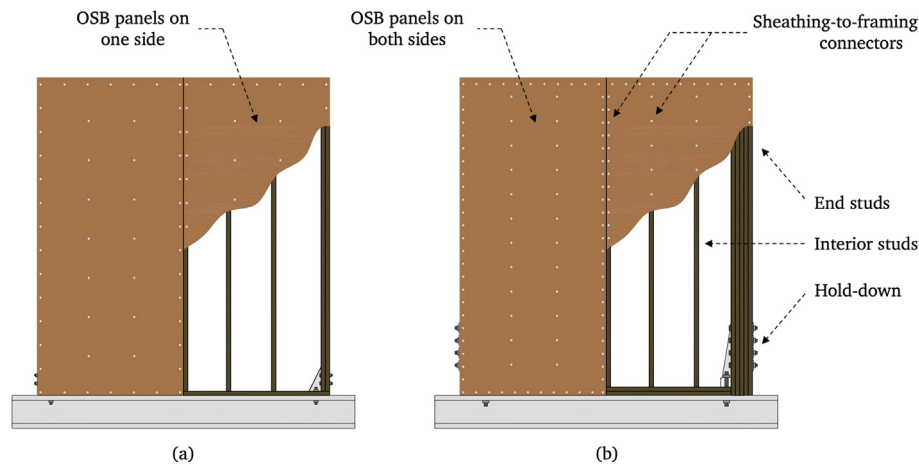 OSB panels on
one side
OSB panels on
both sides
Sheathing-to-framing
connectors
End studs
Interior studs
Hold-down
(a)
(b)